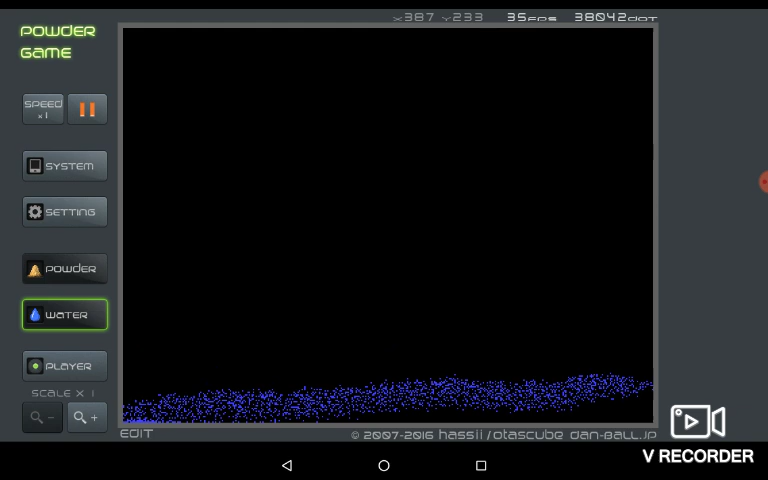 x387 y233 35FPS 38042DOT
POWDER
GAME
SPEED
x1
SYSTEM
SETTING
POWDER
WATER
PLAYER
SCALE x 1
EDIT
© 2007-2016 hassii / otascube dan-ball.jp
V RECORDER